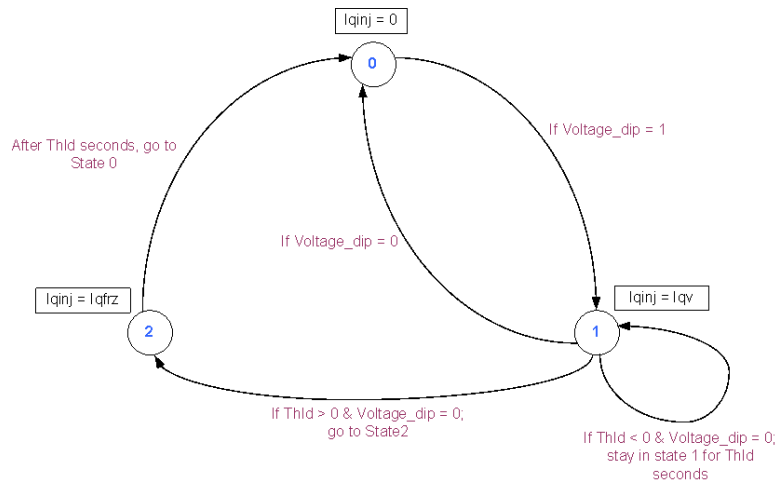 Iqinj = 0
0
If Voltage_dip = 1
After Thld seconds, go to
State 0
If Voltage_dip = 0
Iqinj = Iqfrz
2
Iqinj = Iqv
1
If Thld > 0 & Voltage_dip = 0;
go to State2
If Thld < 0 & Voltage_dip = 0;
stay in state 1 for Thld
seconds